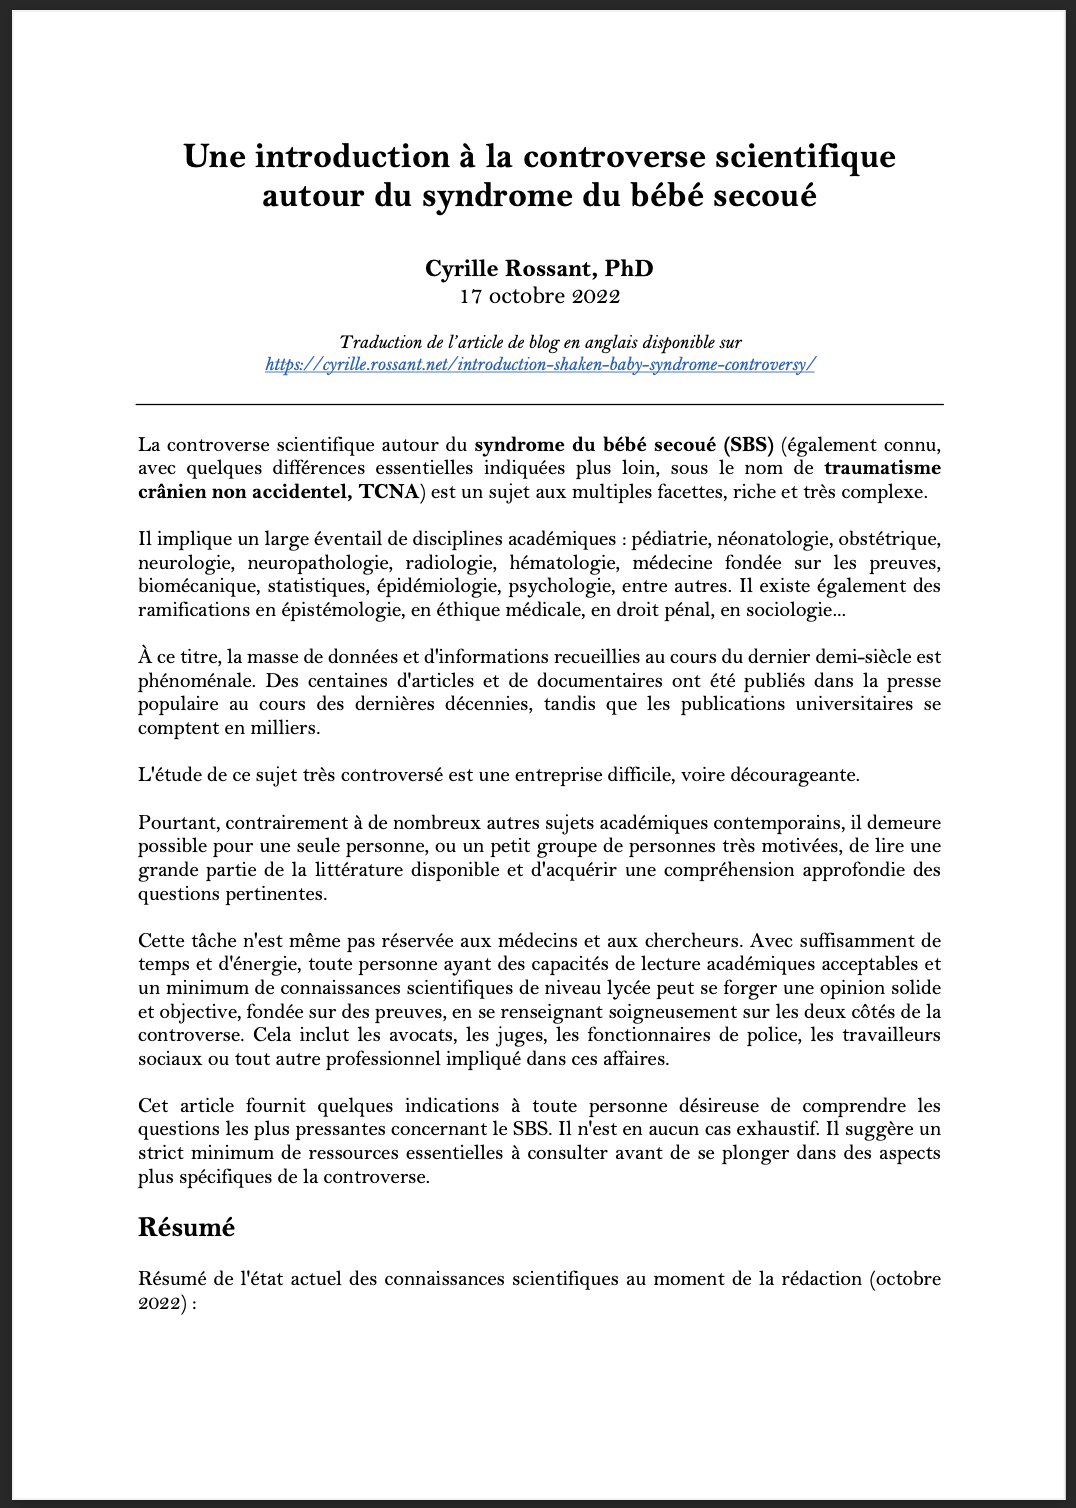 Une introduction à la controverse scientifique
autour du syndrome du bébé secoué
Cyrille Rossant, PhD
17 octobre 2022
Traduction de l'article de blog en anglais disponible sur
https://cyrille.rossant.net/introduction-shaken-baby-syndrome-controversy/
La controverse scientifique autour du syndrome du bébé secoué (SBS) (également connu,
avec quelques différences essentielles indiquées plus loin, sous le nom de traumatisme
crânien non accidentel, TCNA) est un sujet aux multiples facettes, riche et très complexe.
Il implique un large éventail de disciplines académiques : pédiatrie, néonatologie, obstétrique,
neurologie, neuropathologie, radiologie, hématologie, médecine fondée sur les preuves,
biomécanique, statistiques, épidémiologie, psychologie, entre autres. Il existe également des
ramifications en épistémologie, en éthique médicale, en droit pénal, en sociologie...
À ce titre, la masse de données et d'informations recueillies au cours du dernier demi-siècle est
phénoménale. Des centaines d'articles et de documentaires ont été publiés dans la presse
populaire au cours des dernières décennies, tandis que les publications universitaires se
comptent en milliers.
L'étude de ce sujet très controversé est une entreprise difficile, voire décourageante.
Pourtant, contrairement à de nombreux autres sujets académiques contemporains, il demeure
possible pour une seule personne, ou un petit groupe de personnes très motivées, de lire une
grande partie de la littérature disponible et d'acquérir une compréhension approfondie des
questions pertinentes.
Cette tâche n'est même pas réservée aux médecins et aux chercheurs. Avec suffisamment de
temps et d'énergie, toute personne ayant des capacités de lecture académiques acceptables et
un minimum de connaissances scientifiques de niveau lycée peut se forger une opinion solide
et objective, fondée sur des preuves, en se renseignant soigneusement sur les deux côtés de la
controverse. Cela inclut les avocats, les juges, les fonctionnaires de police, les travailleurs
sociaux ou tout autre professionnel impliqué dans ces affaires.
Cet article fournit quelques indications à toute personne désireuse de comprendre les
questions les plus pressantes concernant le SBS. Il n'est en aucun cas exhaustif. Il suggère un
strict minimum de ressources essentielles à consulter avant de se plonger dans des aspects
plus spécifiques de la controverse.
Résumé
Résumé de l'état actuel des connaissances scientifiques au moment de la rédaction (octobre
2022) :